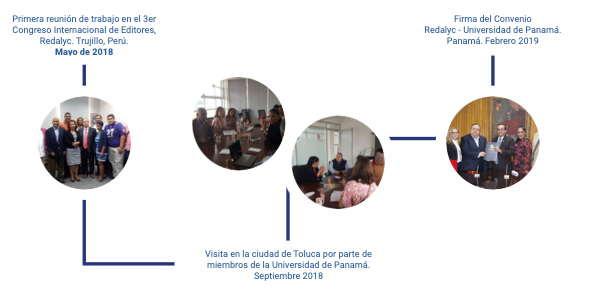 Primera reunión de trabajo en el 3er
Congreso Internacional de Editores,
Redalyc. Trujillo, Perú.
Mayo de 2018
Firma del Convenio
Redalyc - Universidad de Panamá.
Panamá. Febrero 2019
Visita en la ciudad de Toluca por parte de
miembros de la Universidad de Panamá.
Septiembre 2018